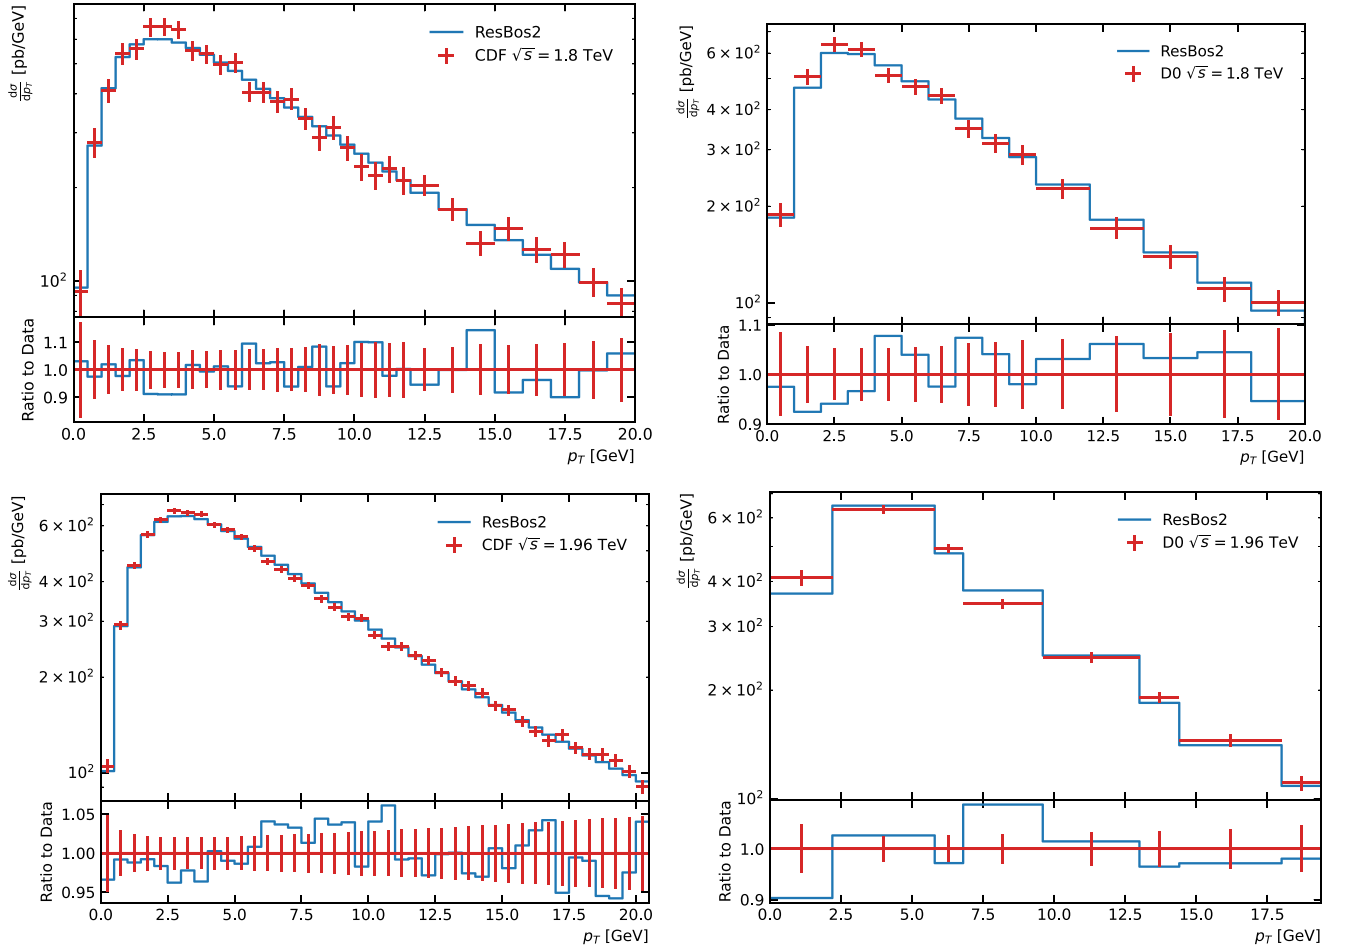 dσ/dp_T [pb/GeV]
ResBos2
CDF √s = 1.8 TeV
10²
Ratio to Data
1.1
1.0
0.9
0.0 2.5 5.0 7.5 10.0 12.5 15.0 17.5 20.0
p_T [GeV]
dσ/dp_T [pb/GeV]
ResBos2
D0 √s = 1.8 TeV
6 × 10²
4 × 10²
3 × 10²
2 × 10²
10²
Ratio to Data
1.1
1.0
0.9
0.0 2.5 5.0 7.5 10.0 12.5 15.0 17.5 20.0
p_T [GeV]
dσ/dp_T [pb/GeV]
ResBos2
CDF √s = 1.96 TeV
6 × 10²
4 × 10²
3 × 10²
2 × 10²
10²
Ratio to Data
1.05
1.00
0.95
0.0 2.5 5.0 7.5 10.0 12.5 15.0 17.5 20.0
p_T [GeV]
dσ/dp_T [pb/GeV]
ResBos2
D0 √s = 1.96 TeV
6 × 10²
4 × 10²
3 × 10²
2 × 10²
10²
Ratio to Data
1.0
0.9
0.0 2.5 5.0 7.5 10.0 12.5 15.0 17.5
p_T [GeV]